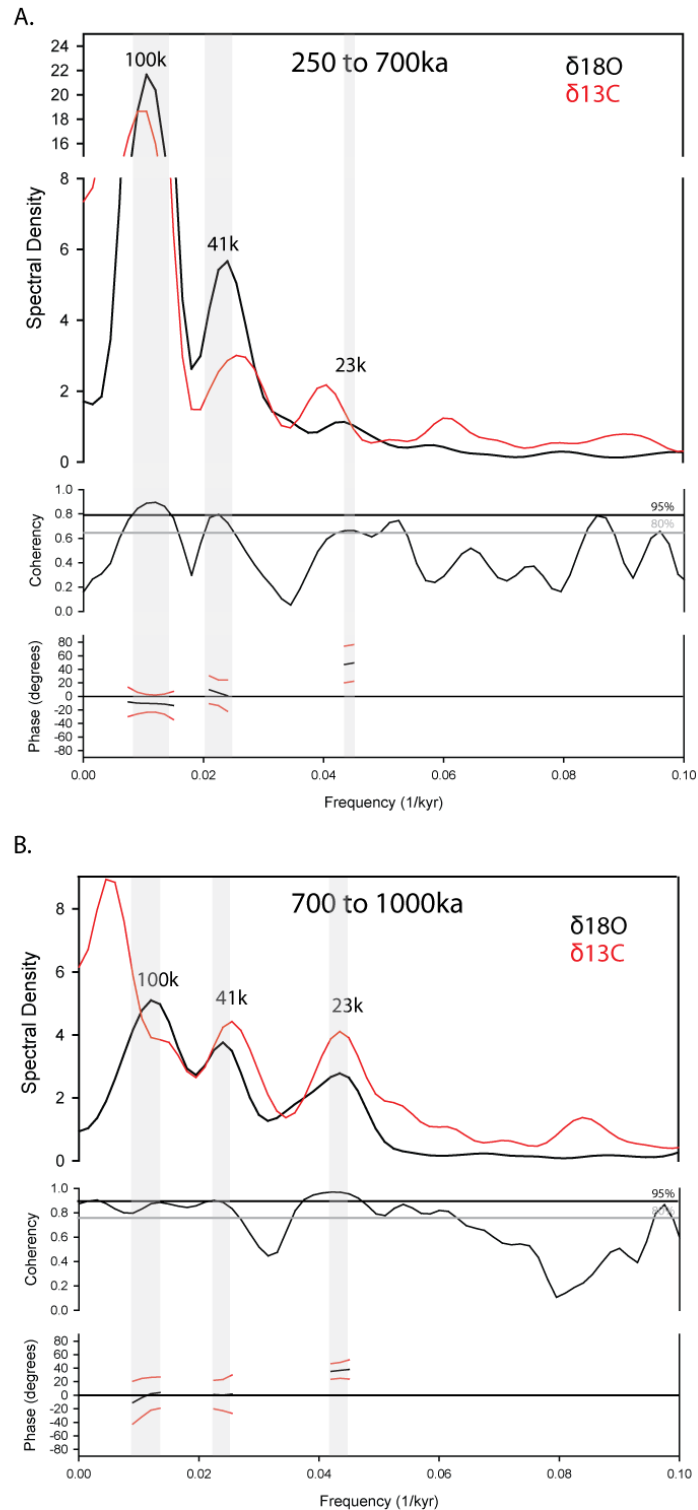 A.
24
22
20
18
16
100k
250 to 700ka
δ18O
δ13C
8
6
4
2
0
Spectral Density
41k
23k
1.0
0.8
0.6
0.4
0.2
0.0
Coherency
95%
80%
80
60
40
20
0
-20
-40
-60
-80
Phase (degrees)
0.00 0.02 0.04 0.06 0.08 0.10
Frequency (1/kyr)
B.
8
6
4
2
0
Spectral Density
700 to 1000ka
δ18O
δ13C
100k
41k
23k
1.0
0.8
0.6
0.4
0.2
0.0
Coherency
95%
80%
80
60
40
20
0
-20
-40
-60
-80
Phase (degrees)
0.00 0.02 0.04 0.06 0.08 0.10
Frequency (1/kyr)